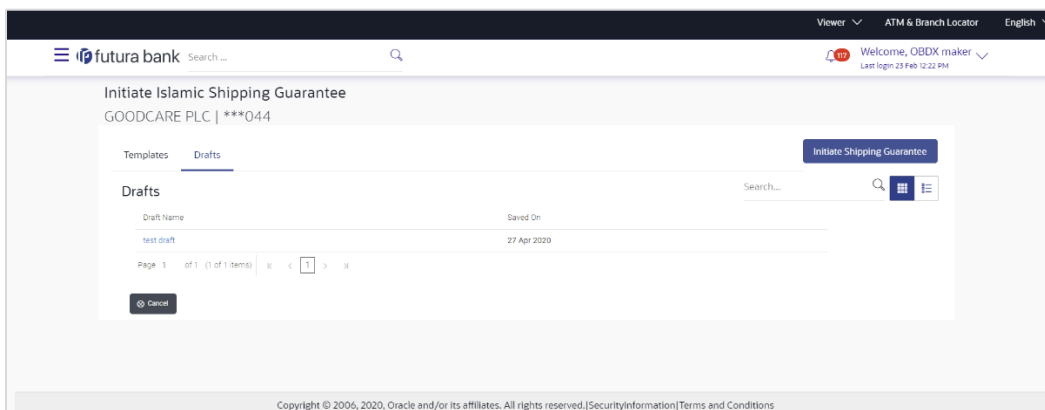 Viewer ATM & Branch Locator English
futura bank Search... 117 Welcome, OBDX maker
Last login 23 Feb 12:22 PM
Initiate Islamic Shipping Guarantee
GOODCARE PLC | ***044
Templates Drafts Initiate Shipping Guarantee
Drafts Search...
Draft Name Saved On
test draft 27 Apr 2020
Page 1 of 1 (1 of 1 items) 1
Cancel
Copyright © 2006, 2020, Oracle and/or its affiliates. All rights reserved.|SecurityInformation|Terms and Conditions